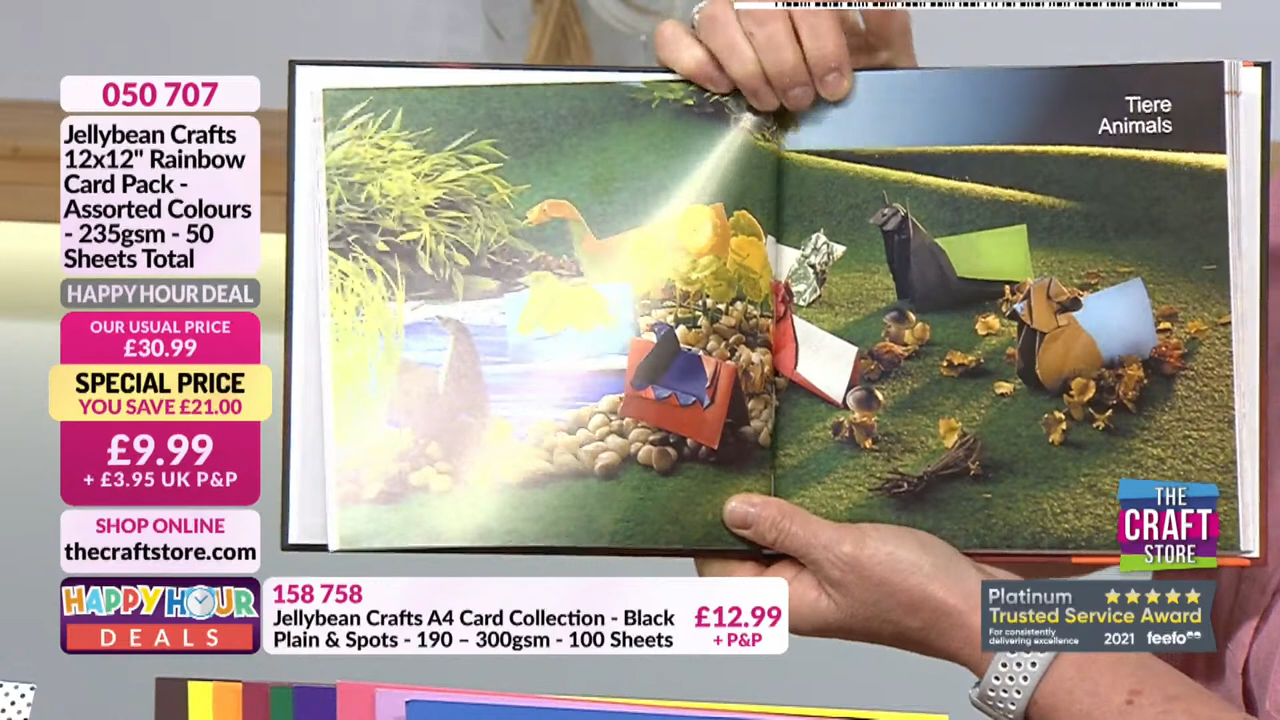 050 707
Jellybean Crafts
12x12" Rainbow
Card Pack -
Assorted Colours
- 235gsm - 50
Sheets Total
HAPPY HOUR DEAL
OUR USUAL PRICE
£30.99
SPECIAL PRICE
YOU SAVE £21.00
£9.99
+ £3.95 UK P&P
SHOP ONLINE
thecraftstore.com
HAPPY HOUR
DEALS
158 758
Jellybean Crafts A4 Card Collection - Black
Plain & Spots - 190 – 300gsm - 100 Sheets
£12.99
+ P&P
Tiere
Animals
THE
CRAFT
STORE
Platinum
Trusted Service Award
For consistently
delivering excellence
2021 feefo